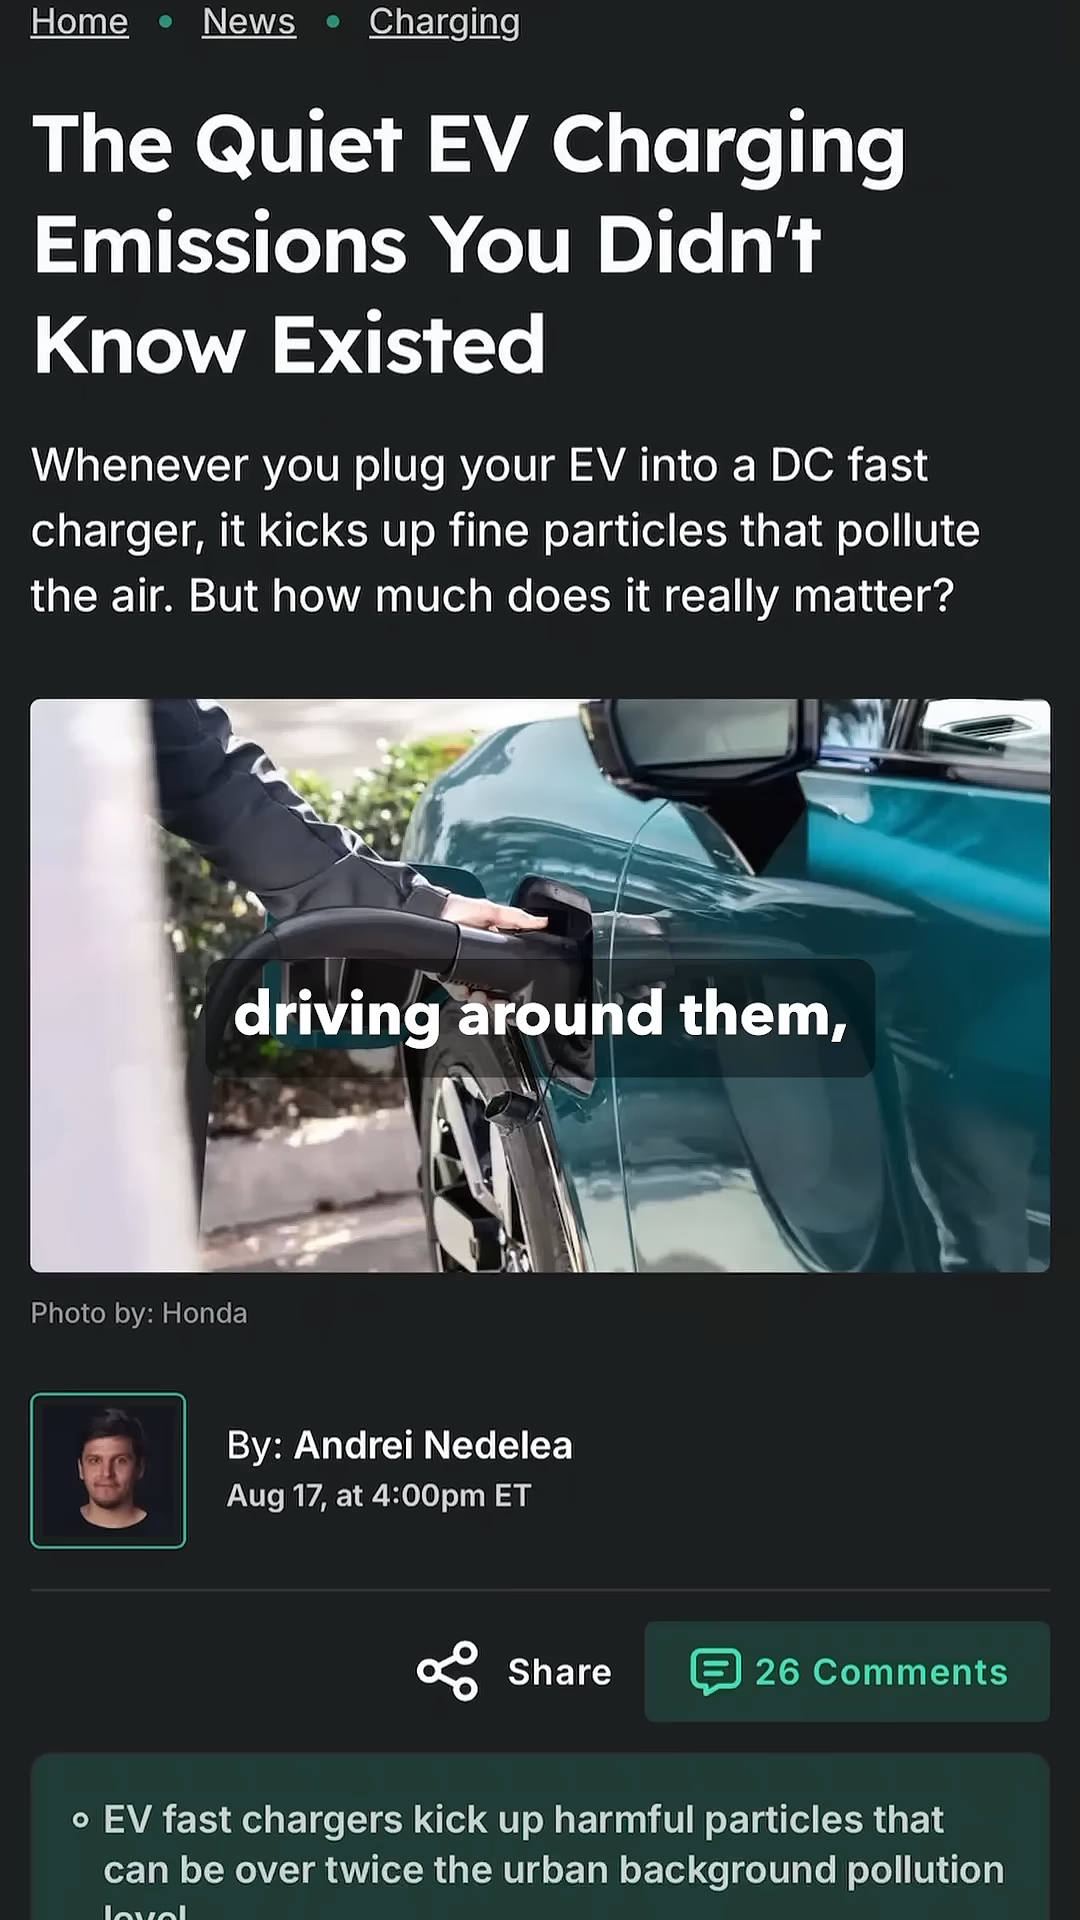 Home • News • Charging
The Quiet EV Charging
Emissions You Didn't
Know Existed
Whenever you plug your EV into a DC fast
charger, it kicks up fine particles that pollute
the air. But how much does it really matter?
driving around them,
Photo by: Honda
By: Andrei Nedelea
Aug 17, at 4:00pm ET
Share
26 Comments
EV fast chargers kick up harmful particles that
can be over twice the urban background pollution
level